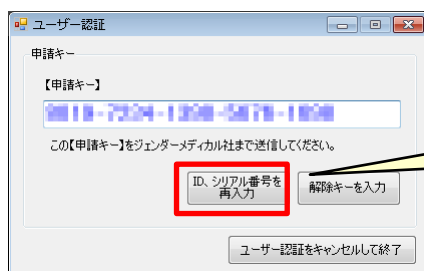 ユーザー認証
申請キー
【申請キー】
この【申請キー】をジェンダーメディカル社まで送信してください。
ID、シリアル番号を
再入力
解除キーを入力
ユーザー認証をキャンセルして終了